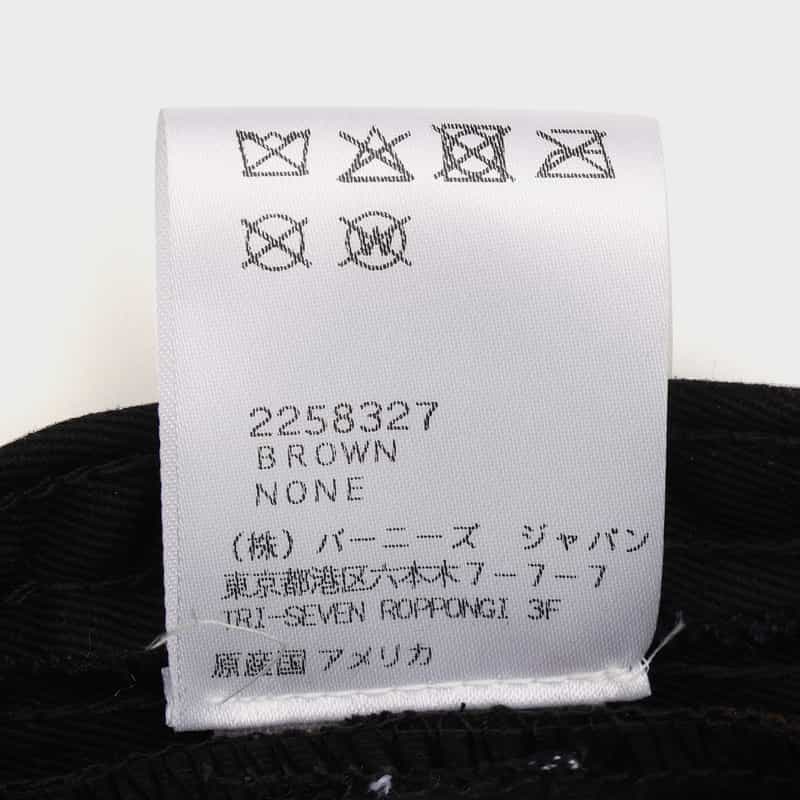 W
2258327
BROWN
NONE
(株) バーニーズ ジャパン
東京都港区六本木7-7-7
TRI-SEVEN ROPPONGI 3F
原産国 アメリカ